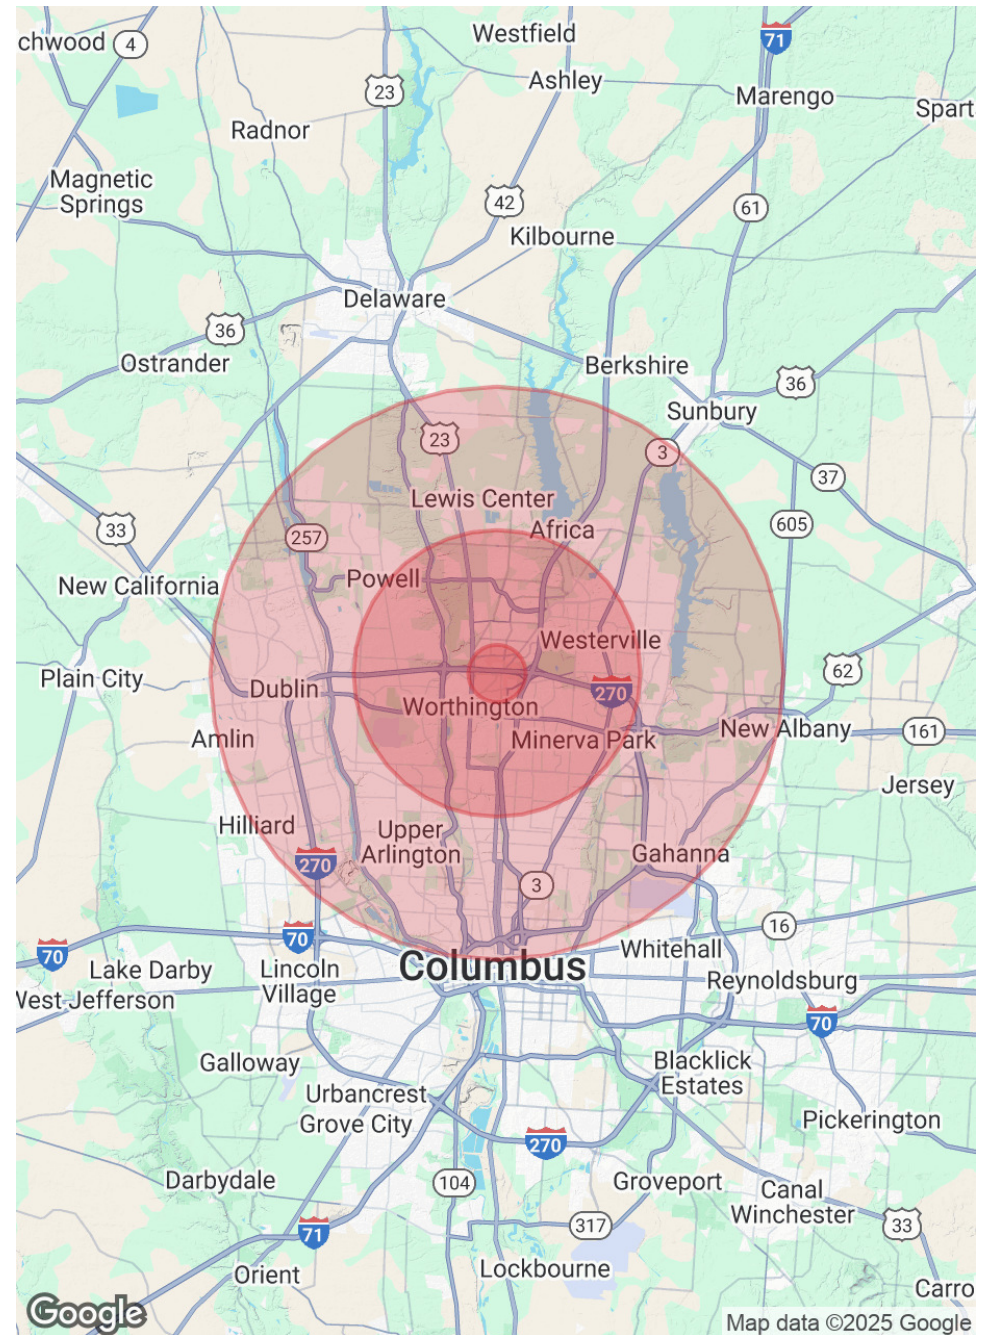 Westfield
chwood
4
71
Ashley
23
Marengo
Spart
Radnor
Magnetic
Springs
42
61
Kilbourne
Delaware
36
Ostrander
Berkshire
36
Sunbury
23
3
37
Lewis Center
33
257
Africa
605
New California
Powell
Westerville
62
Plain City
Dublin
270
Worthington
New Albany
161
Amlin
Minerva Park
Jersey
Hilliard
Upper
Arlington
Gahanna
270
3
16
70
70
Whitehall
Columbus
Lake Darby
Lincoln
Village
Reynoldsburg
West Jefferson
70
Galloway
Blacklick
Estates
Urbancrest
Grove City
Pickerington
270
Darbydale
104
Groveport
Canal
Winchester
71
317
33
Orient
Lockbourne
Carro
Google
Map data ©2025 Google